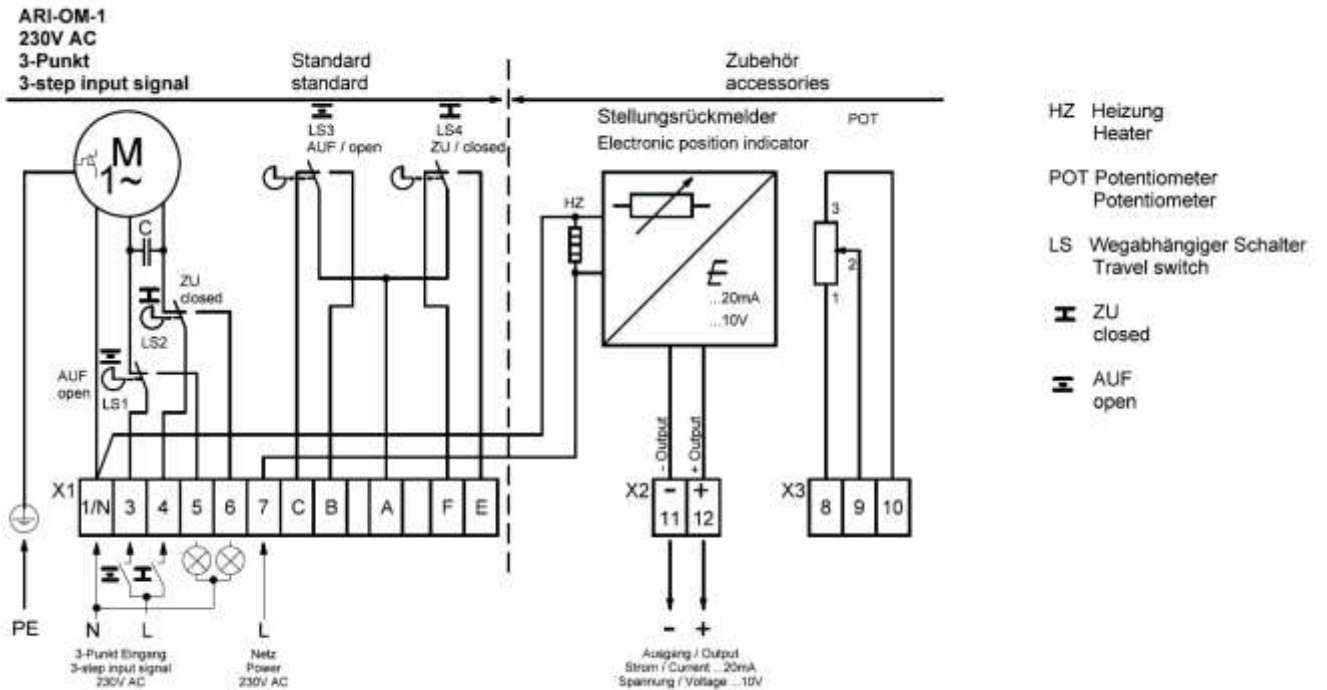 ARI-OM-1
230V AC
3-Punkt
3-step input signal
Standard
standard
Zubehör
accessories
LS3
AUF / open
LS4
ZU / closed
Stellungsrückmelder
Electronic position indicator
POT
HZ Heizung
Heater
POT Potentiometer
Potentiometer
LS Wegabhängiger Schalter
Travel switch
ZU
closed
AUF
open
M
1~
C
ZU
closed
LS2
AUF
open
LS1
HZ
E
...20mA
...10V
3
2
1
- Output
+ Output
X1
1/N 3 4 5 6 7 C B A F E
X2
- +
11 12
X3
8 9 10
PE
N L
3-Punkt Eingang
3-step input signal
230V AC
L
Netz
Power
230V AC
- +
Ausgang / Output
Strom / Current ...20mA
Spannung / Voltage ...10V